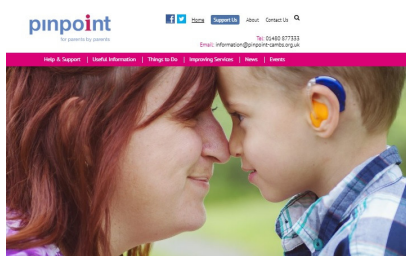 pinpoint
for parents by parents
Home Support Us About Contact Us
Tel: 01480 877333
Email: information@pinpoint-cambs.org.uk
Help & Support | Useful Information | Things to Do | Improving Services | News | Events